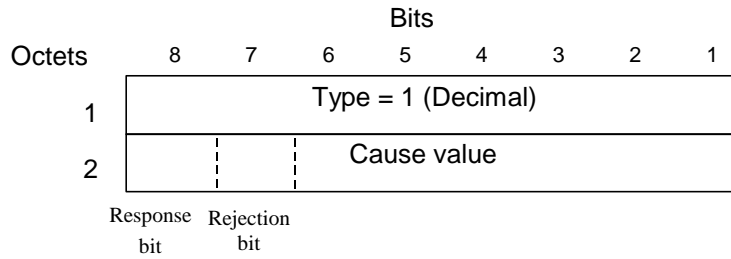 Bits
Octets 8 7 6 5 4 3 2 1
1 Type = 1 (Decimal)
2 Cause value
Response Rejection
bit bit